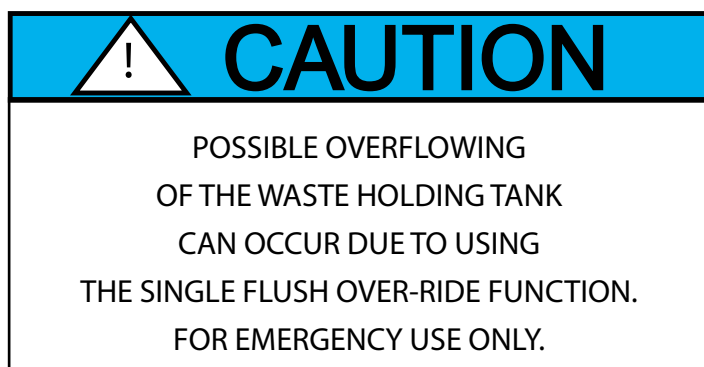 ! CAUTION
POSSIBLE OVERFLOWING
OF THE WASTE HOLDING TANK
CAN OCCUR DUE TO USING
THE SINGLE FLUSH OVER-RIDE FUNCTION.
FOR EMERGENCY USE ONLY.